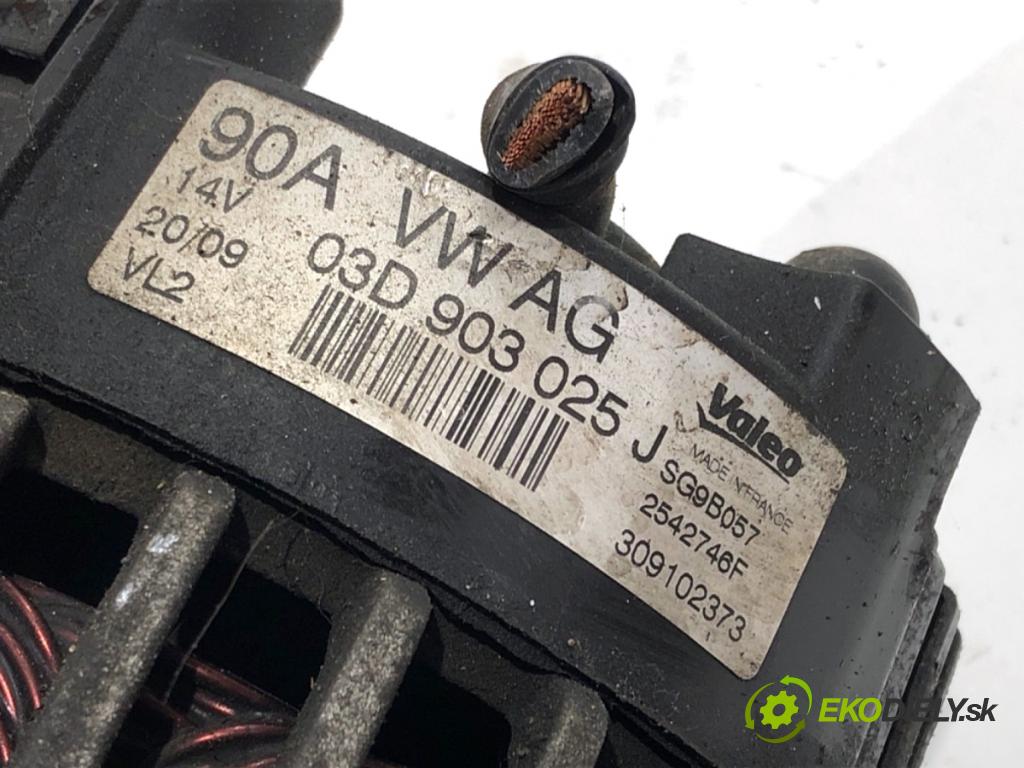 90A VW AG
14V 03D 903 025 J
20/09
VL2
Valeo
MADE IN FRANCE
SG9B057
2542746F
309102373
EKODIELY.sk